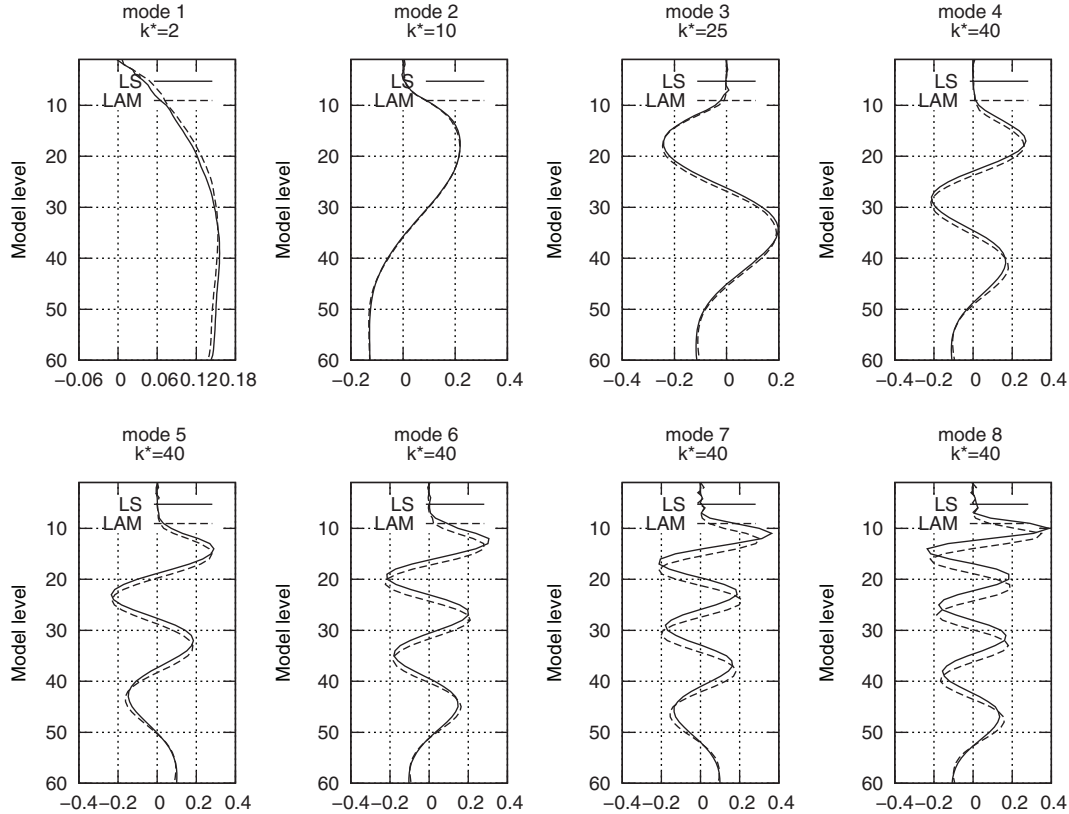 mode 1
k*=2
mode 2
k*=10
mode 3
k*=25
mode 4
k*=40
LS
LAM
10
20
30
40
50
60
Model level
−0.06 0 0.06 0.12 0.18
LS
LAM
10
20
30
40
50
60
Model level
−0.2 0 0.2 0.4
LS
LAM
10
20
30
40
50
60
Model level
−0.4 −0.2 0 0.2
LS
LAM
10
20
30
40
50
60
Model level
−0.4 −0.2 0 0.2 0.4
mode 5
k*=40
mode 6
k*=40
mode 7
k*=40
mode 8
k*=40
LS
LAM
10
20
30
40
50
60
Model level
−0.4 −0.2 0 0.2 0.4
LS
LAM
10
20
30
40
50
60
Model level
−0.4 −0.2 0 0.2 0.4
LS
LAM
10
20
30
40
50
60
Model level
−0.4 −0.2 0 0.2 0.4
LS
LAM
10
20
30
40
50
60
Model level
−0.4 −0.2 0 0.2 0.4